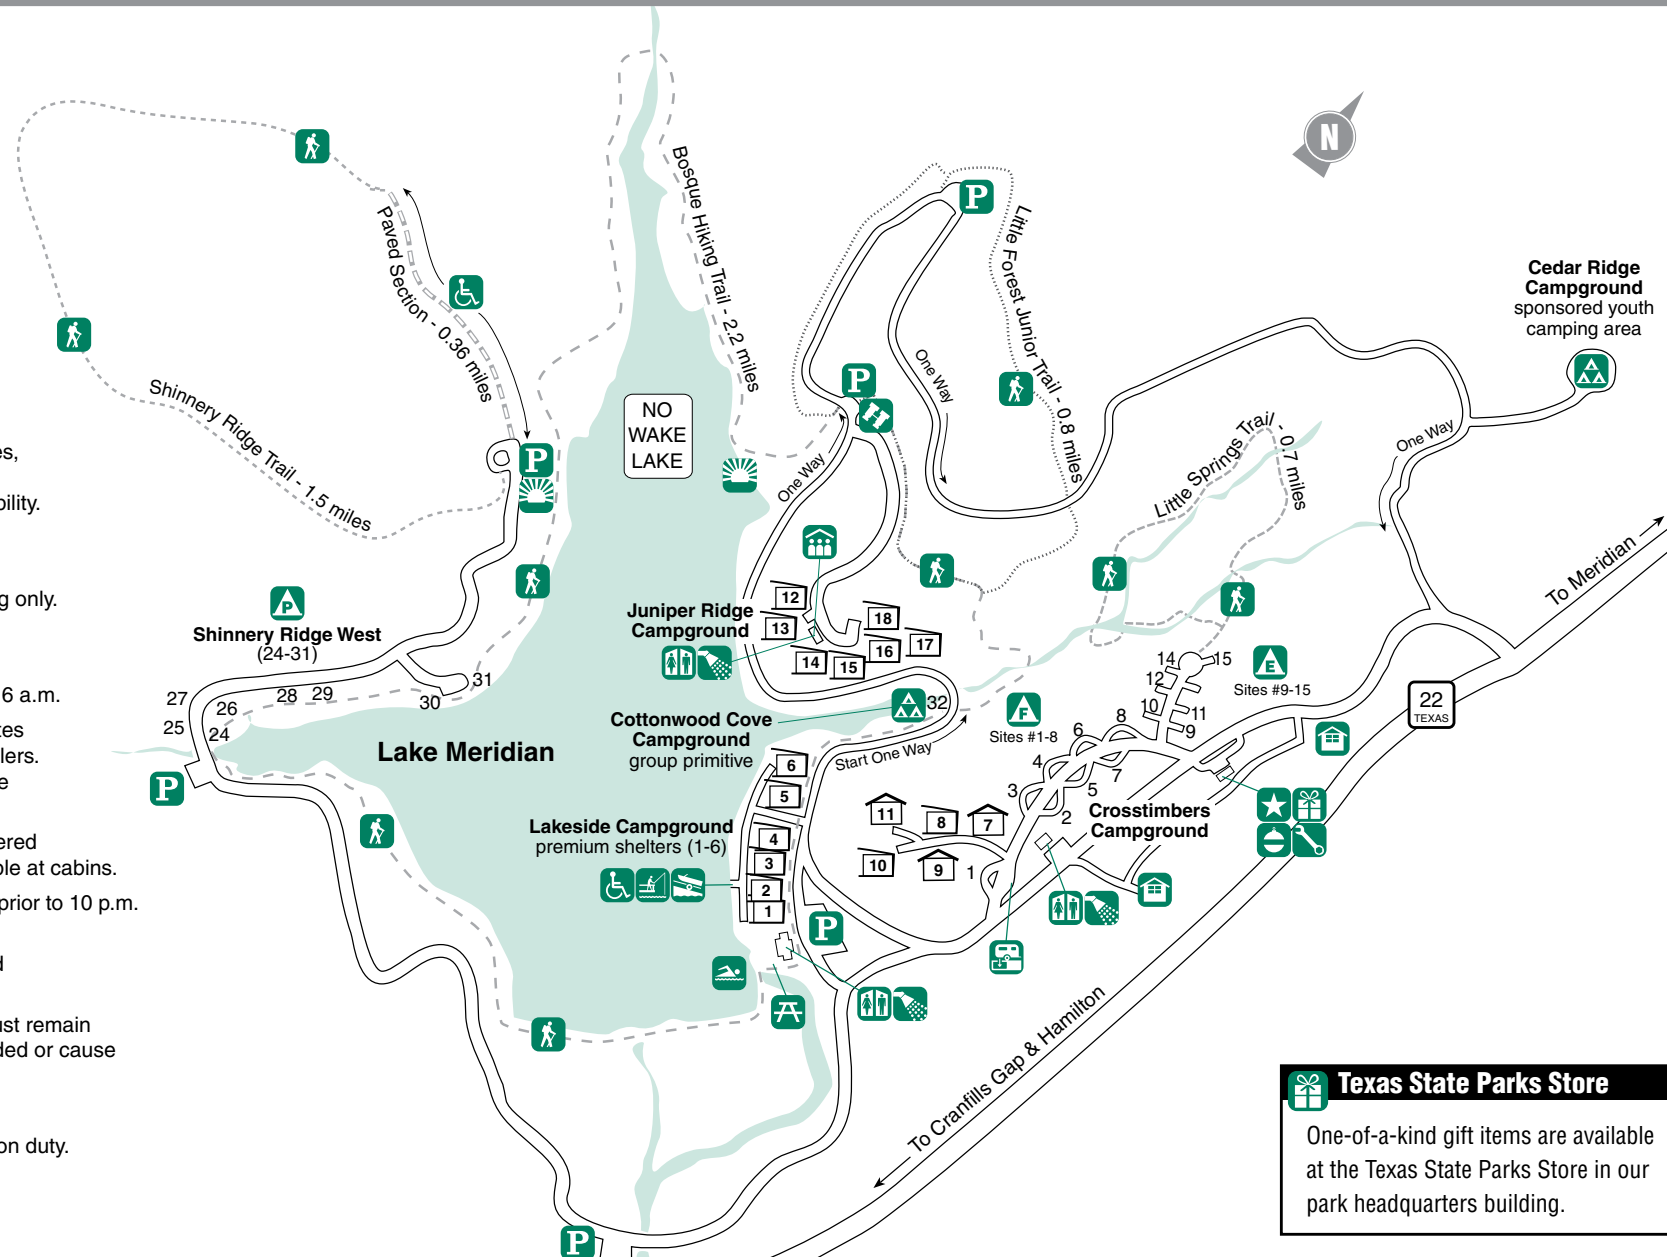 es,
bility.
g only.
6 a.m.
tes
lers.
e
ered
ble at cabins.
prior to 10 p.m.
d
ust remain
ded or cause
on duty.
N
Bosque Hiking Trail - 2.2 miles
Paved Section - 0.36 miles
Shinnery Ridge Trail - 1.5 miles
P
P
P
P
P
P
P
Little Forest Junior Trail - 0.8 miles
One Way
One Way
One Way
Cedar Ridge
Campground
sponsored youth
camping area
Little Springs Trail - 0.7 miles
NO
WAKE
LAKE
P
Shinnery Ridge West
(24-31)
27
26
28
29
30
31
25
24
Lake Meridian
Juniper Ridge
Campground
12
13
14
15
16
17
18
Cottonwood Cove
Campground
group primitive
32
Start One Way
Lakeside Campground
premium shelters (1-6)
6
5
4
3
2
1
11
8
7
10
9
F
Sites #1-8
E
Sites #9-15
14
15
12
10
11
9
8
6
7
4
5
3
2
1
Crosstimbers
Campground
To Meridian
22
TEXAS
To Cranfills Gap & Hamilton
Texas State Parks Store
One-of-a-kind gift items are available
at the Texas State Parks Store in our
park headquarters building.